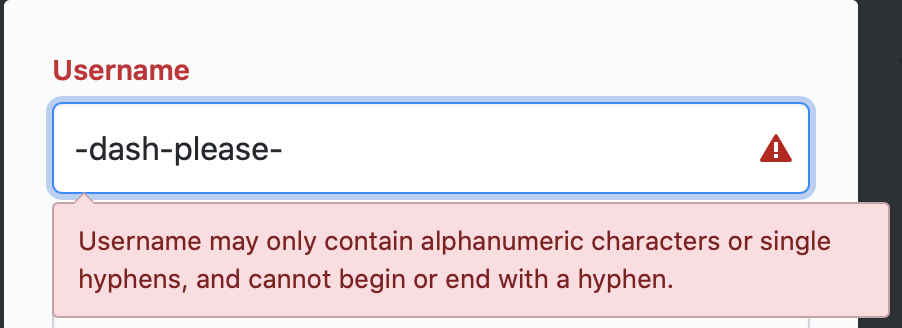 Username
-dash-please-
Username may only contain alphanumeric characters or single
hyphens, and cannot begin or end with a hyphen.